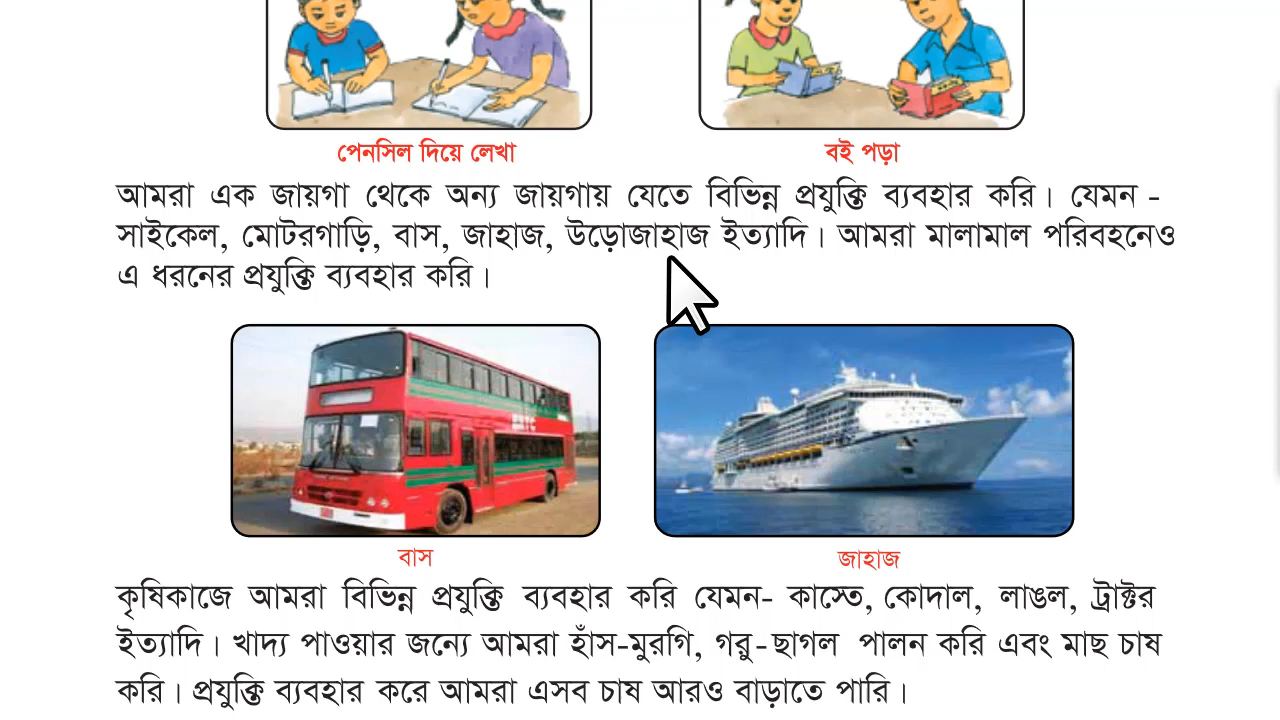 পেনসিল দিয়ে লেখা
বই পড়া
আমরা এক জায়গা থেকে অন্য জায়গায় যেতে বিভিন্ন প্রযুক্তি ব্যবহার করি। যেমন -
সাইকেল, মোটরগাড়ি, বাস, জাহাজ, উড়োজাহাজ ইত্যাদি। আমরা মালামাল পরিবহনেও
এ ধরনের প্রযুক্তি ব্যবহার করি।
বাস
জাহাজ
কৃষিকাজে আমরা বিভিন্ন প্রযুক্তি ব্যবহার করি যেমন- কাস্তে, কোদাল, লাঙল, ট্রাক্টর
ইত্যাদি। খাদ্য পাওয়ার জন্যে আমরা হাঁস-মুরগি, গরু-ছাগল পালন করি এবং মাছ চাষ
করি। প্রযুক্তি ব্যবহার করে আমরা এসব চাষ আরও বাড়াতে পারি।